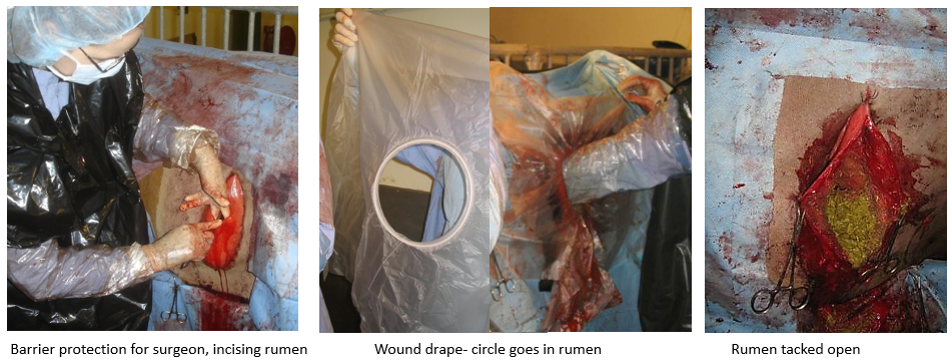 Barrier protection for surgeon, incising rumen
Wound drape- circle goes in rumen
Rumen tacked open